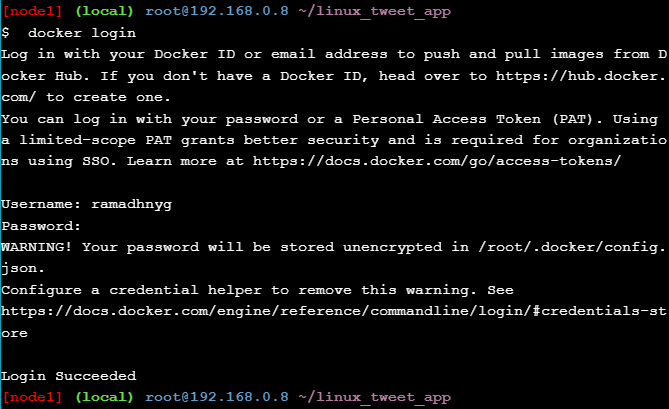 [node1] (local) root@192.168.0.8 ~/linux_tweet_app
$  docker login
Log in with your Docker ID or email address to push and pull images from D
ocker Hub. If you don't have a Docker ID, head over to https://hub.docker.
com/ to create one.
You can log in with your password or a Personal Access Token (PAT). Using
a limited-scope PAT grants better security and is required for organizatio
ns using SSO. Learn more at https://docs.docker.com/go/access-tokens/
Username: ramadhnyg
Password:
WARNING! Your password will be stored unencrypted in /root/.docker/config.
json.
Configure a credential helper to remove this warning. See
https://docs.docker.com/engine/reference/commandline/login/#credentials-st
ore
Login Succeeded
[node1] (local) root@192.168.0.8 ~/linux_tweet_app